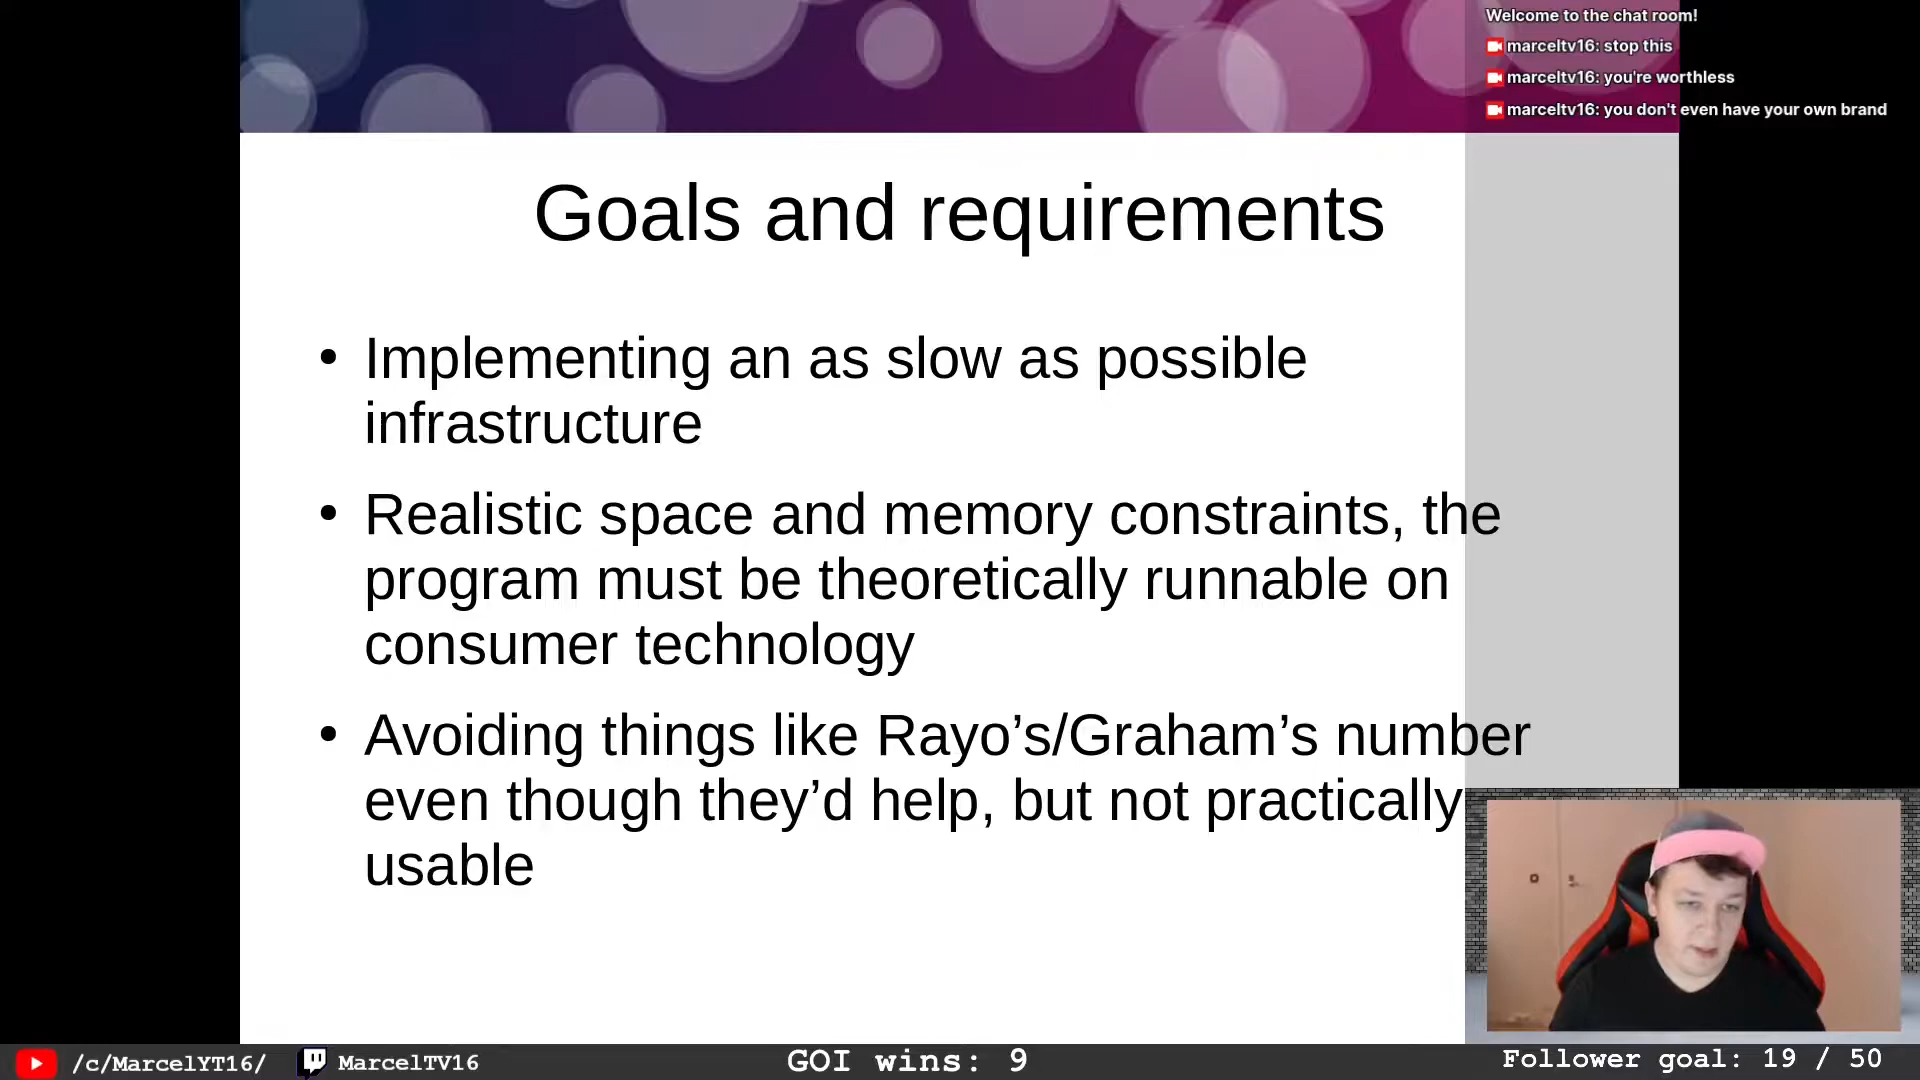 Welcome to the chat room!
marceltv16: stop this
marceltv16: you're worthless
marceltv16: you don't even have your own brand
Goals and requirements
• Implementing an as slow as possible
infrastructure
• Realistic space and memory constraints, the
program must be theoretically runnable on
consumer technology
• Avoiding things like Rayo’s/Graham’s number
even though they’d help, but not practically
usable
/c/MarcelYT16/ MarcelTV16 GOI wins: 9 Follower goal: 19 / 50